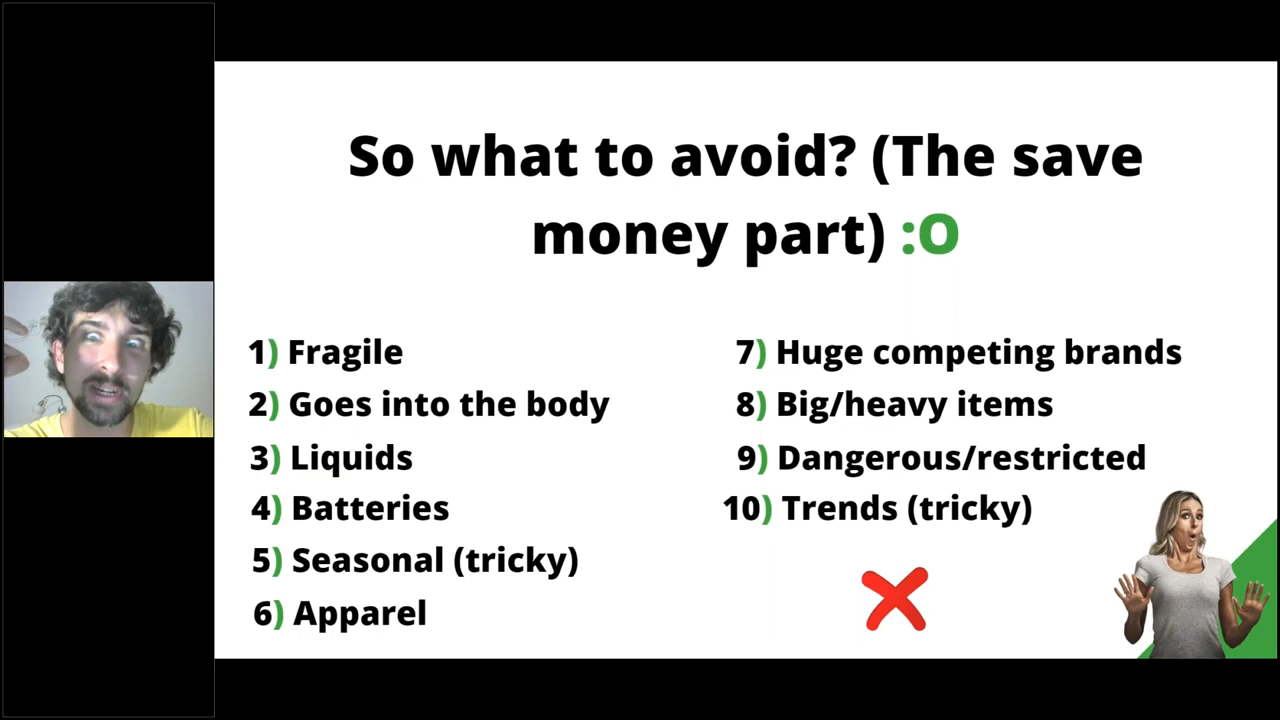 So what to avoid? (The save
money part) :O
1) Fragile
2) Goes into the body
3) Liquids
4) Batteries
5) Seasonal (tricky)
6) Apparel
7) Huge competing brands
8) Big/heavy items
9) Dangerous/restricted
10) Trends (tricky)